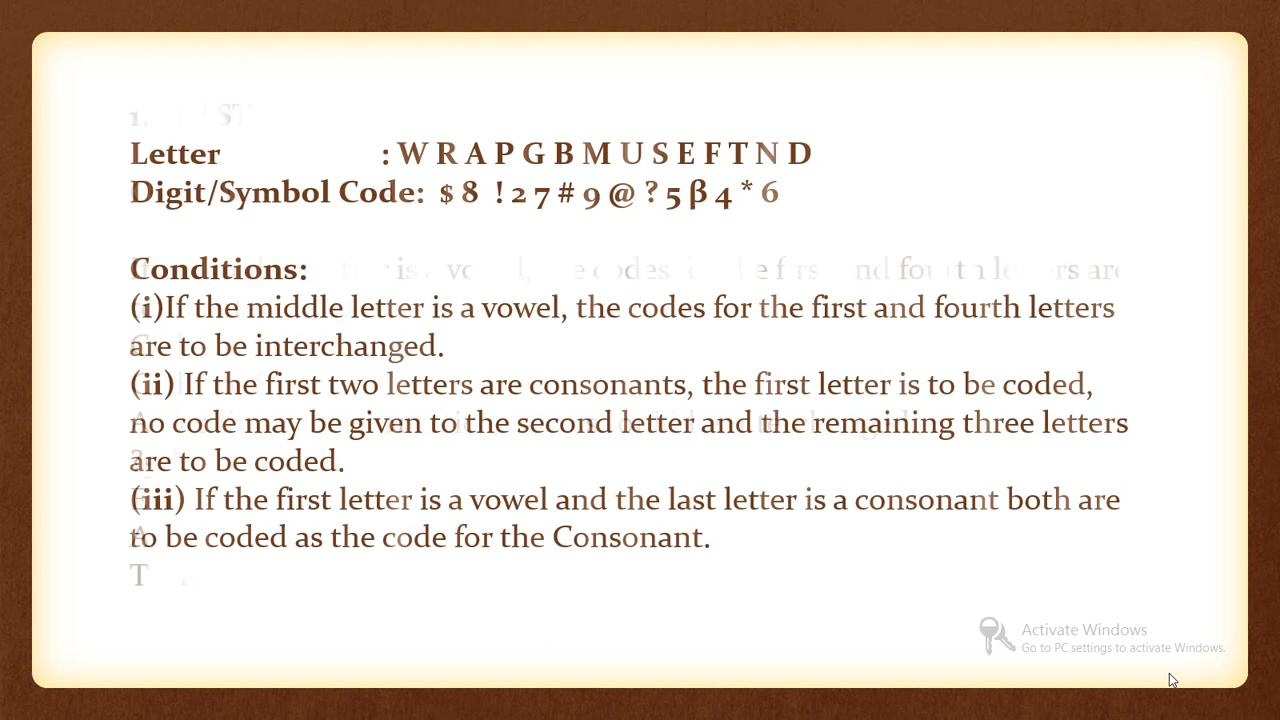 Letter : W R A P G B M U S E F T N D
Digit/Symbol Code: $ 8 ! 2 7 # 9 @ ? 5 β 4 * 6
Conditions:
(i)If the middle letter is a vowel, the codes for the first and fourth letters
are to be interchanged.
(ii) If the first two letters are consonants, the first letter is to be coded,
no code may be given to the second letter and the remaining three letters
are to be coded.
(iii) If the first letter is a vowel and the last letter is a consonant both are
to be coded as the code for the Consonant.
Activate Windows
Go to PC settings to activate Windows.